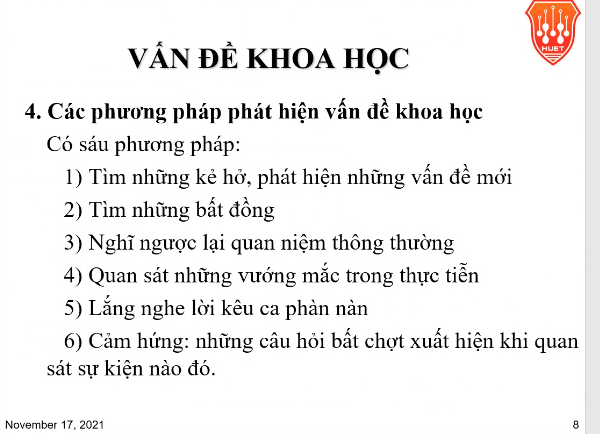 HUET
VẤN ĐỀ KHOA HỌC
4. Các phương pháp phát hiện vấn đề khoa học
Có sáu phương pháp:
1) Tìm những kẻ hở, phát hiện những vấn đề mới
2) Tìm những bất đồng
3) Nghĩ ngược lại quan niệm thông thường
4) Quan sát những vướng mắc trong thực tiễn
5) Lắng nghe lời kêu ca phàn nàn
6) Cảm hứng: những câu hỏi bất chợt xuất hiện khi quan
sát sự kiện nào đó.
November 17, 2021
8